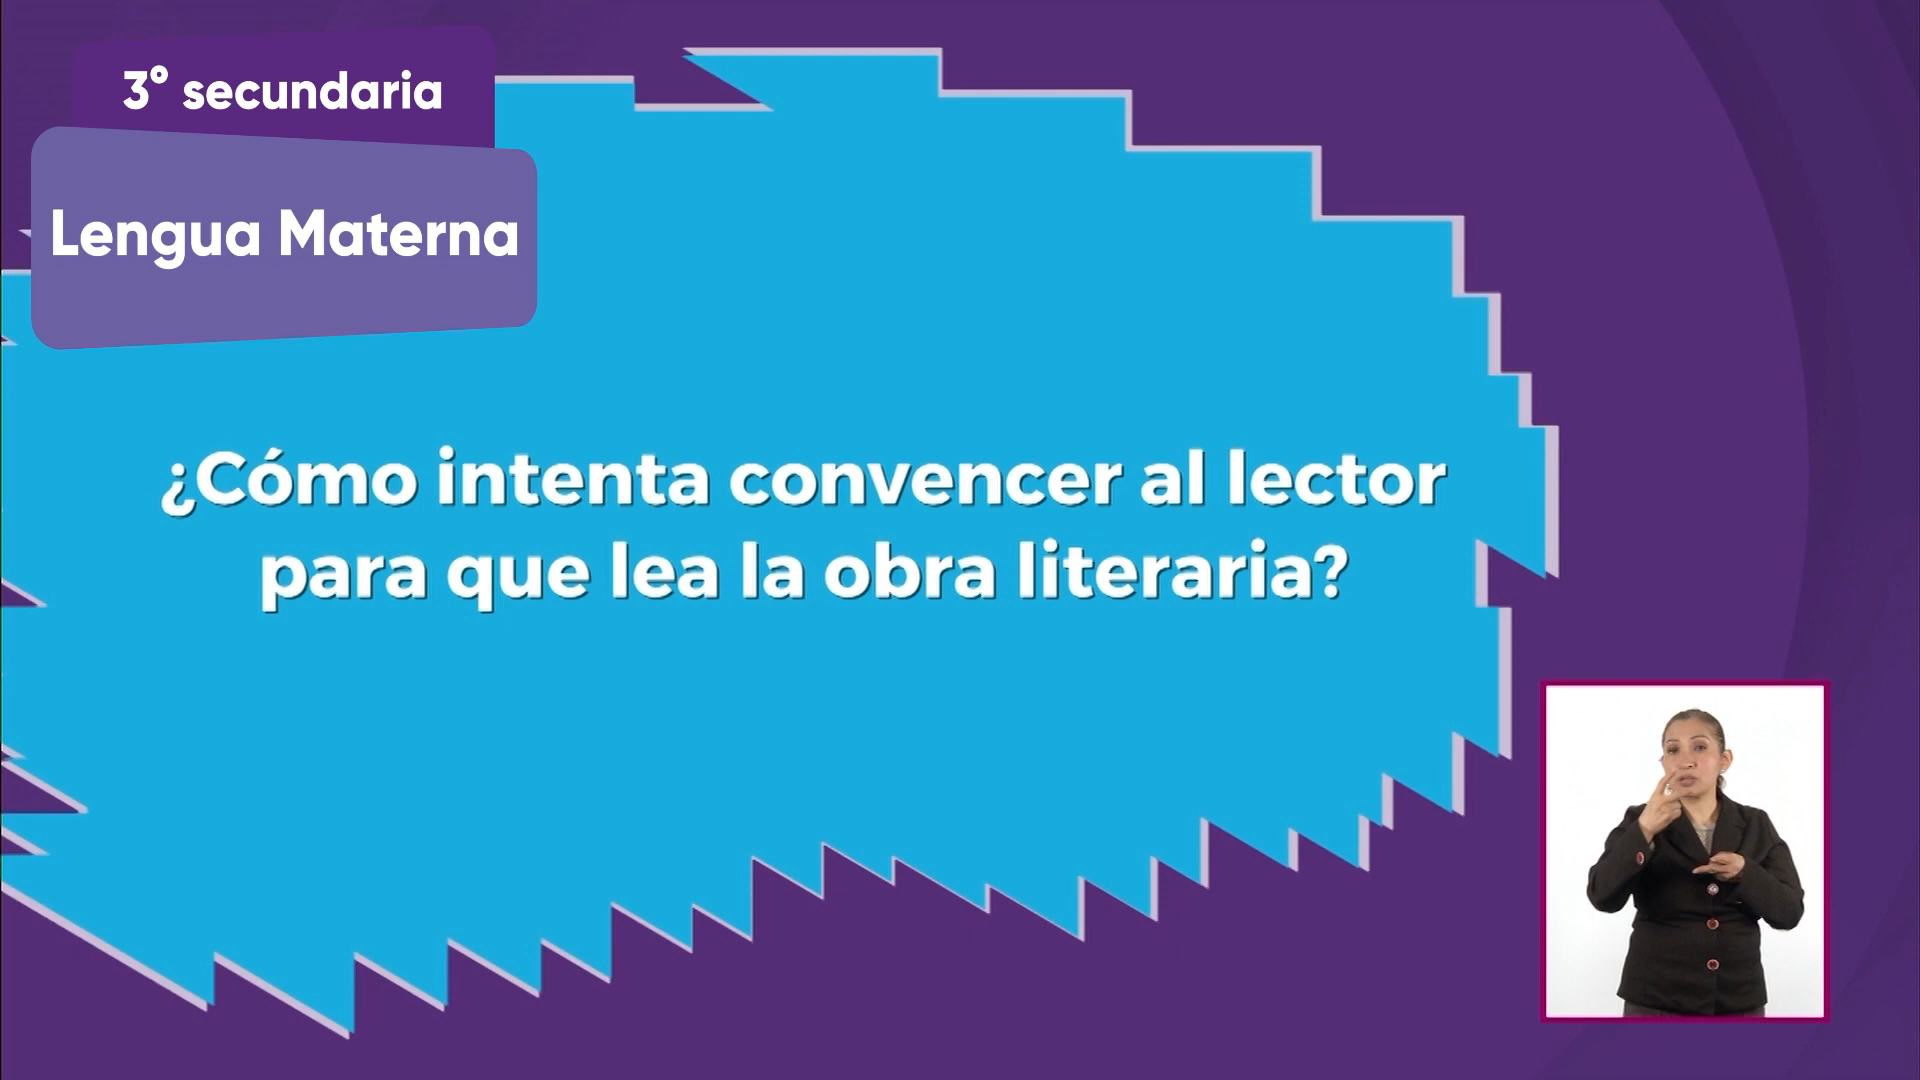 3° secundaria
Lengua Materna
¿Cómo intenta convencer al lector
para que lea la obra literaria?